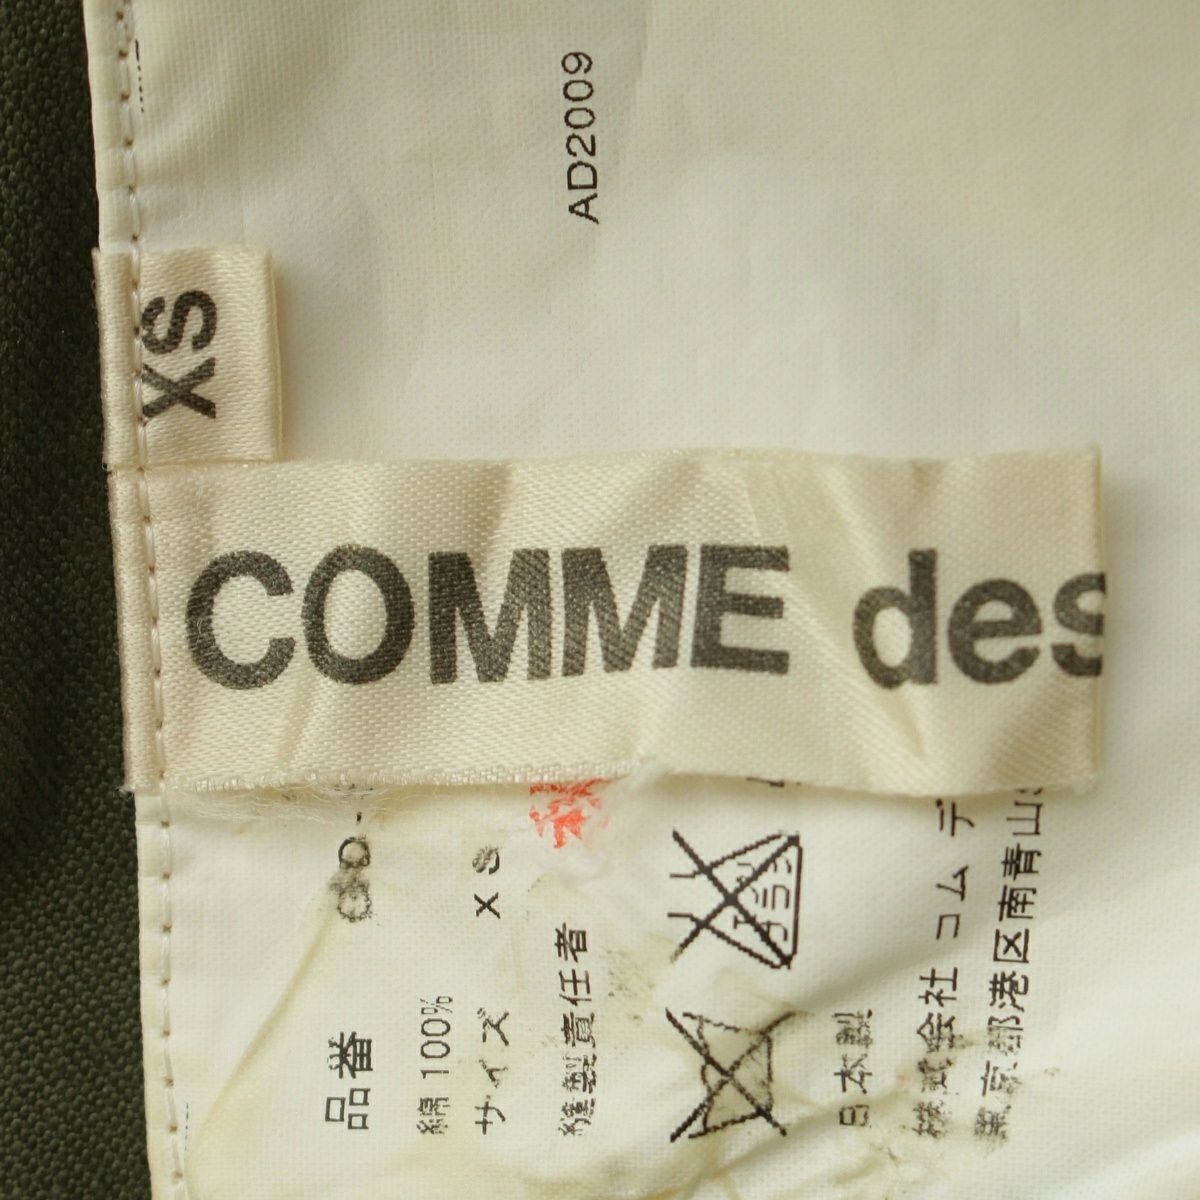 AD2009
XS
COMME des
品番
綿 100%
サイズ XS
縫製責任者
日本製
株式会社 コム デ
東京都港区南青山